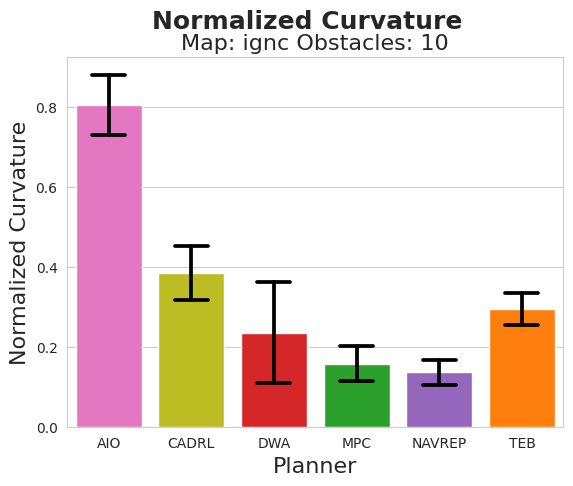 Normalized Curvature
Map: ignc Obstacles: 10
Normalized Curvature
0.8
0.6
0.4
0.2
0.0
AIO CADRL DWA MPC NAVREP TEB
Planner